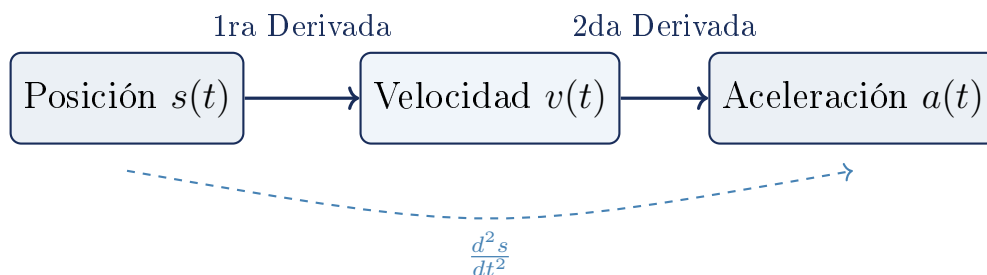 1ra Derivada 2da Derivada
Posición s(t) Velocidad v(t) Aceleración a(t)
d²s
dt²